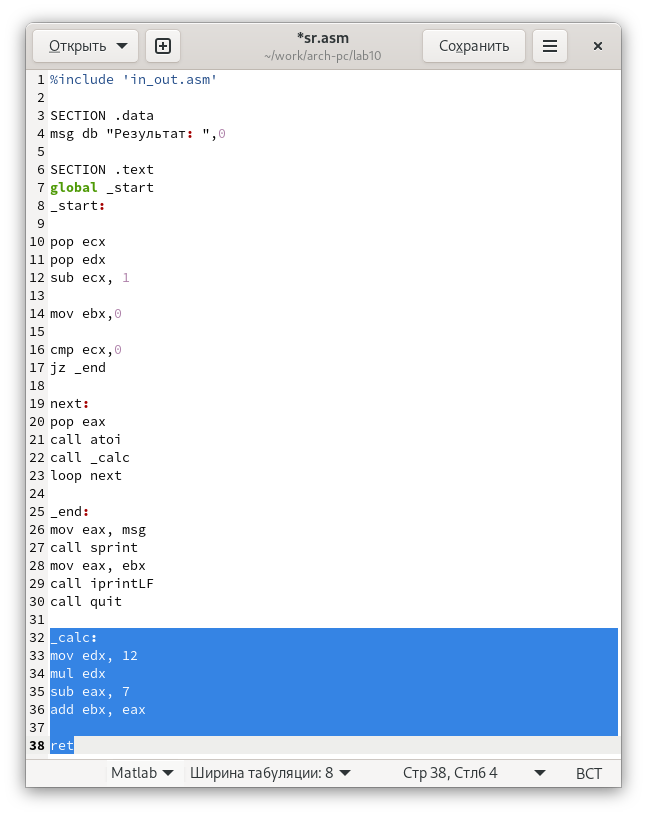 Открыть
*sr.asm
~/work/arch-pc/lab10
Сохранить
1 %include 'in_out.asm'
2
3 SECTION .data
4 msg db "Результат: ",0
5
6 SECTION .text
7 global _start
8 _start:
9
10 pop ecx
11 pop edx
12 sub ecx, 1
13
14 mov ebx,0
15
16 cmp ecx,0
17 jz _end
18
19 next:
20 pop eax
21 call atoi
22 call _calc
23 loop next
24
25 _end:
26 mov eax, msg
27 call sprint
28 mov eax, ebx
29 call iprintLF
30 call quit
31
32 _calc:
33 mov edx, 12
34 mul edx
35 sub eax, 7
36 add ebx, eax
37
38 ret
Matlab Ширина табуляции: 8 Стр 38, Стлб 4 ВСТ